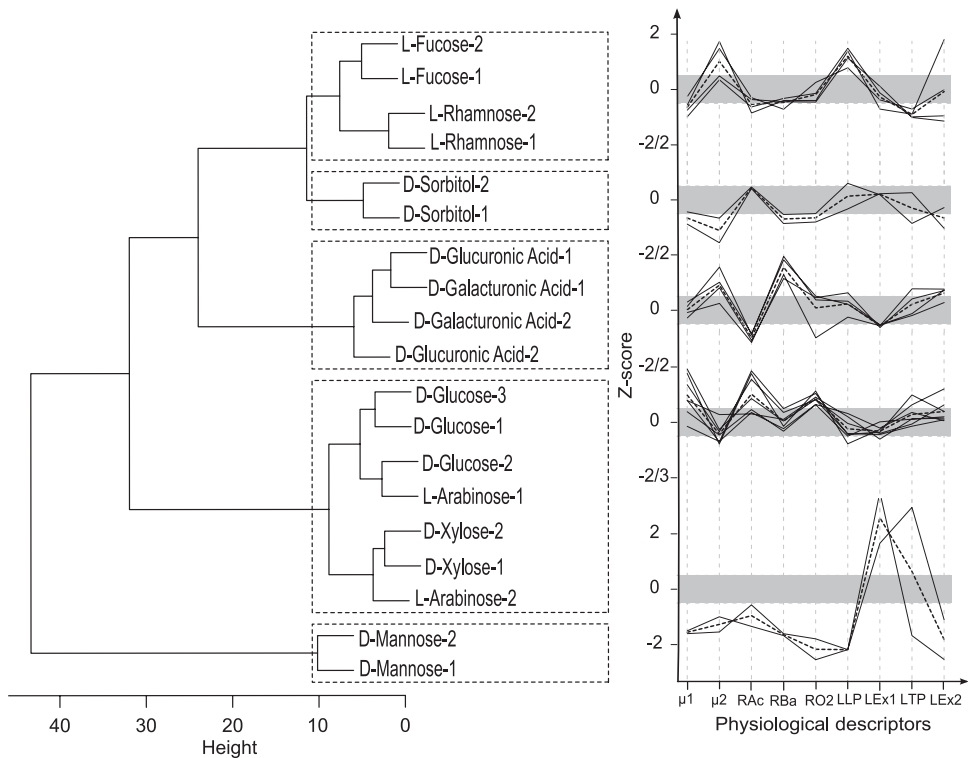 L-Fucose-2
L-Fucose-1
L-Rhamnose-2
L-Rhamnose-1
D-Sorbitol-2
D-Sorbitol-1
D-Glucuronic Acid-1
D-Galacturonic Acid-1
D-Galacturonic Acid-2
D-Glucuronic Acid-2
D-Glucose-3
D-Glucose-1
D-Glucose-2
L-Arabinose-1
D-Xylose-2
D-Xylose-1
L-Arabinose-2
D-Mannose-2
D-Mannose-1
40 30 20 10 0
Height
Z-score
2
0
-2/2
0
-2/2
0
-2/2
0
-2/3
2
0
-2
μ1 μ2 RAc RBa RO2 LLP LEx1 LTP LEx2
Physiological descriptors